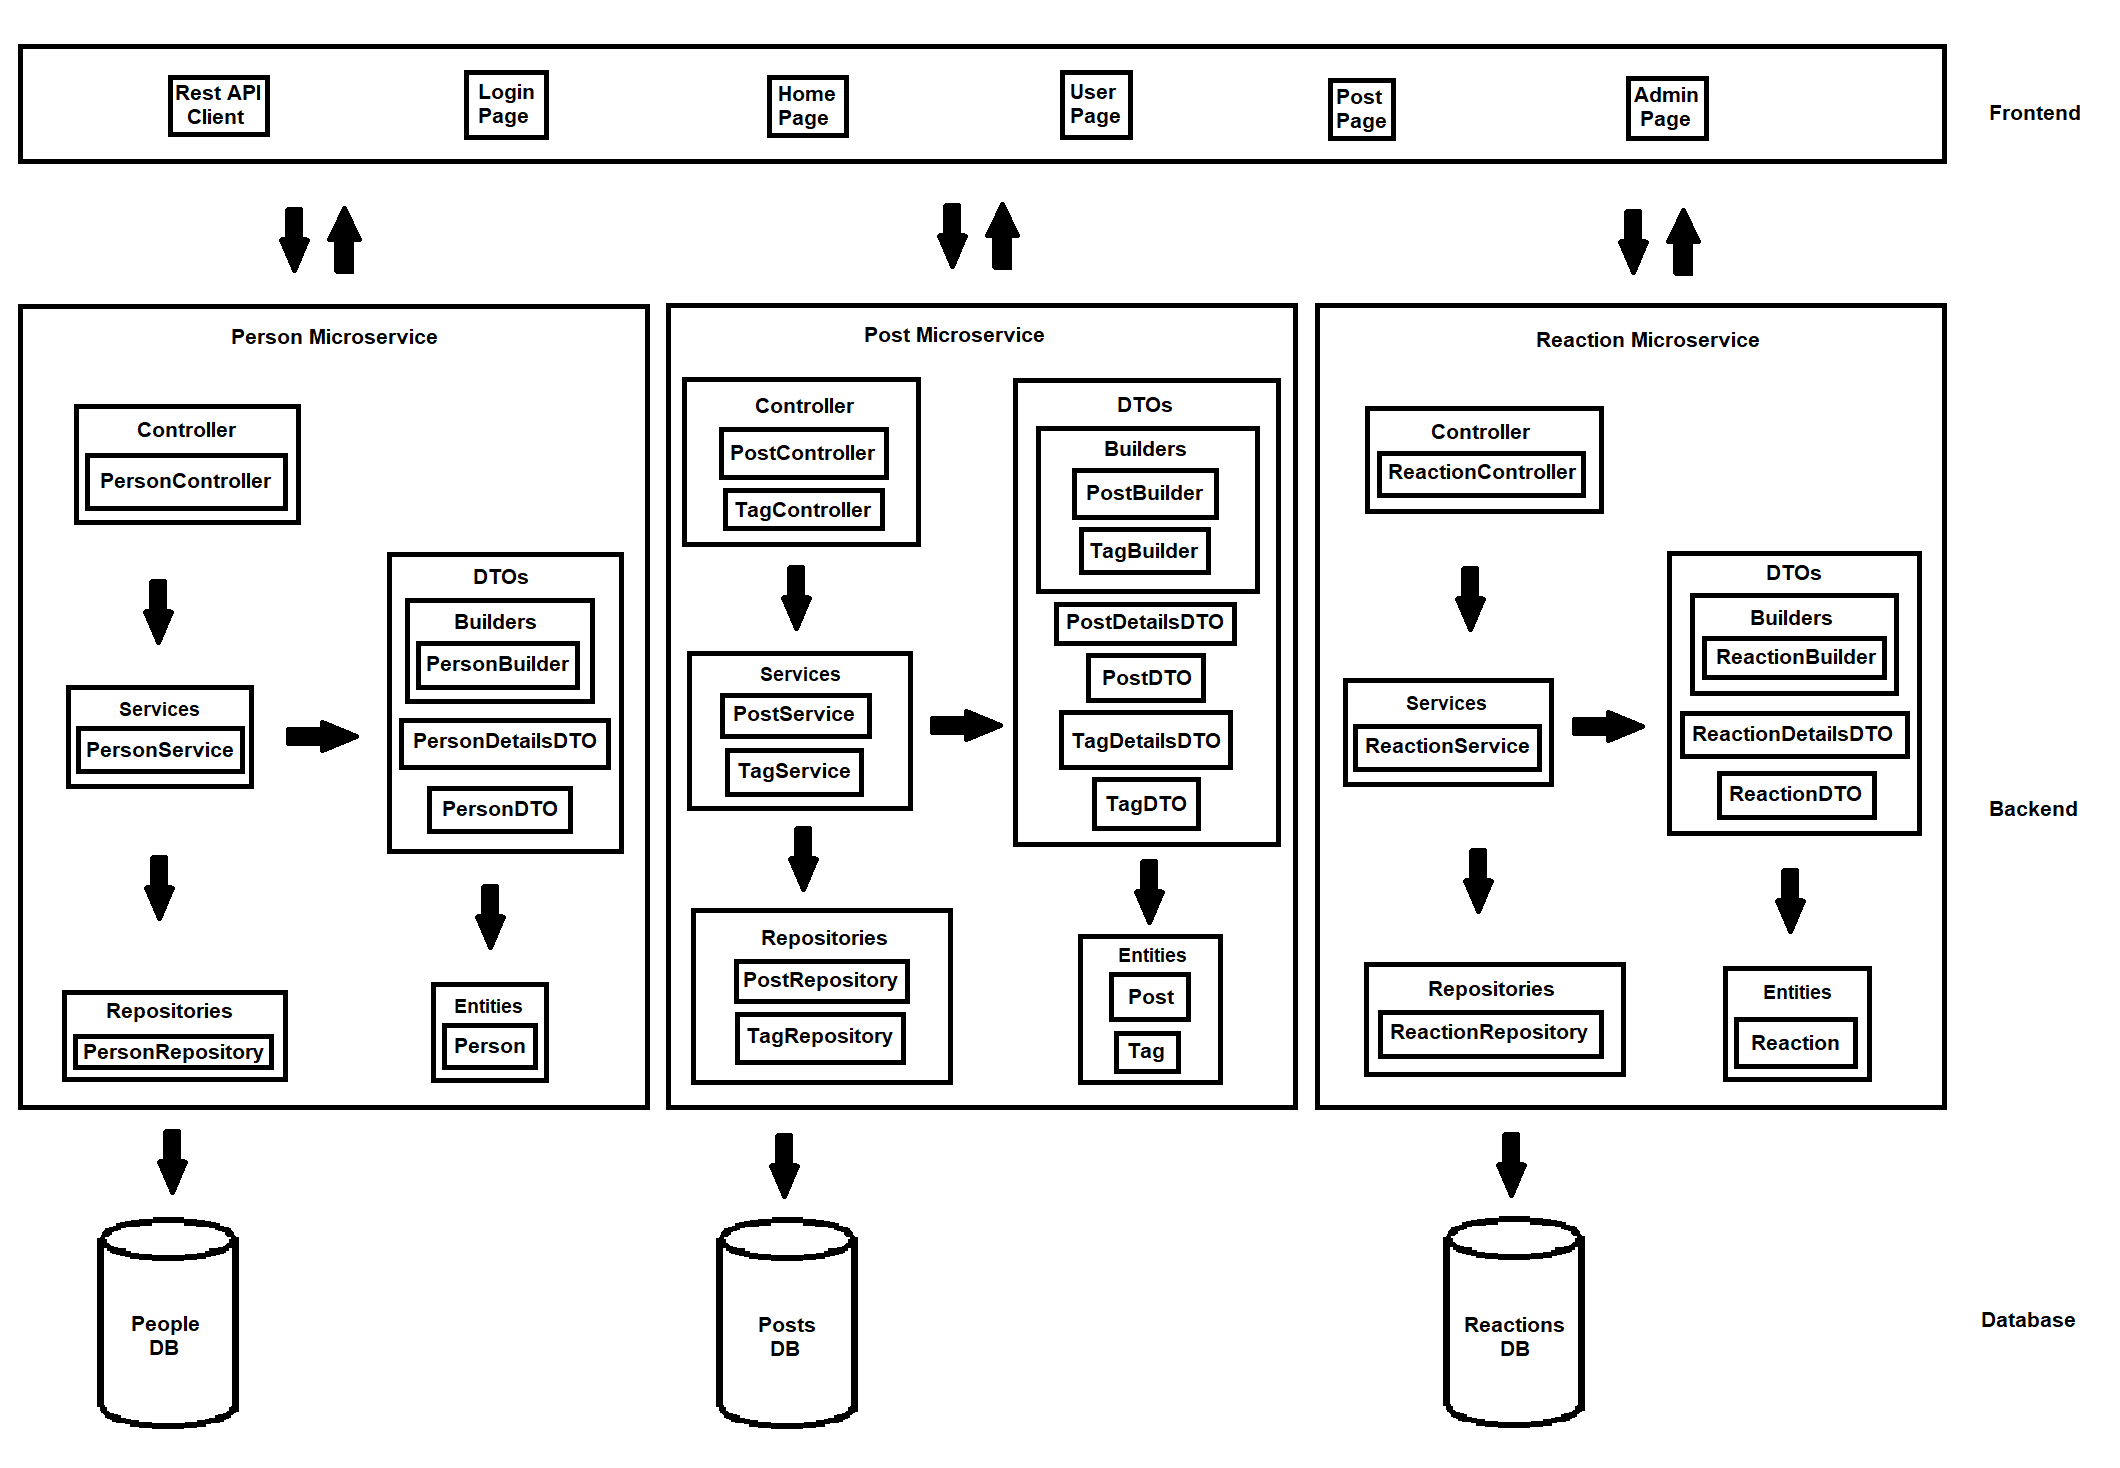 Rest API
Client
Login
Page
Home
Page
User
Page
Post
Page
Admin
Page
Frontend
Person Microservice
Controller
PersonController
Services
PersonService
DTOs
Builders
PersonBuilder
PersonDetailsDTO
PersonDTO
Repositories
PersonRepository
Entities
Person
Post Microservice
Controller
PostController
TagController
DTOs
Builders
PostBuilder
TagBuilder
PostDetailsDTO
PostDTO
TagDetailsDTO
TagDTO
Services
PostService
TagService
Repositories
PostRepository
TagRepository
Entities
Post
Tag
Reaction Microservice
Controller
ReactionController
Services
ReactionService
DTOs
Builders
ReactionBuilder
ReactionDetailsDTO
ReactionDTO
Repositories
ReactionRepository
Entities
Reaction
Backend
People
DB
Posts
DB
Reactions
DB
Database